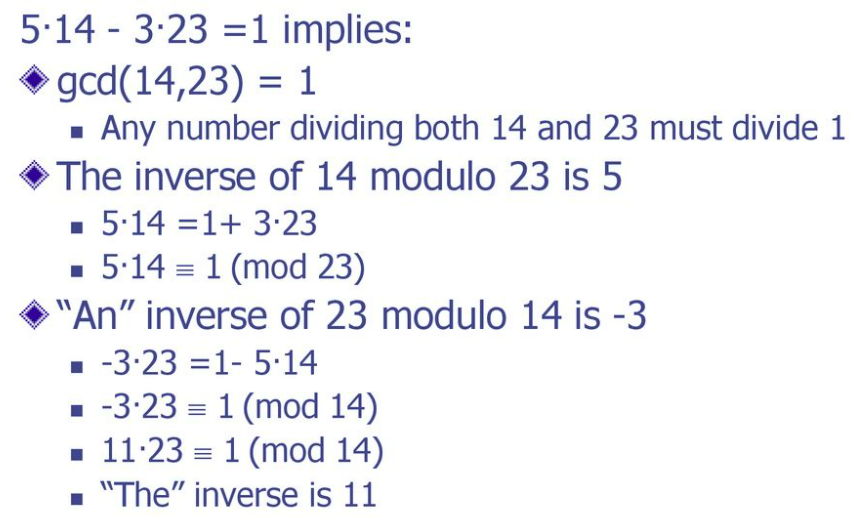 5·14 - 3·23 =1 implies:
gcd(14,23) = 1
Any number dividing both 14 and 23 must divide 1
The inverse of 14 modulo 23 is 5
5·14 =1+ 3·23
5·14 ≡ 1 (mod 23)
“An” inverse of 23 modulo 14 is -3
-3·23 =1- 5·14
-3·23 ≡ 1 (mod 14)
11·23 ≡ 1 (mod 14)
“The” inverse is 11